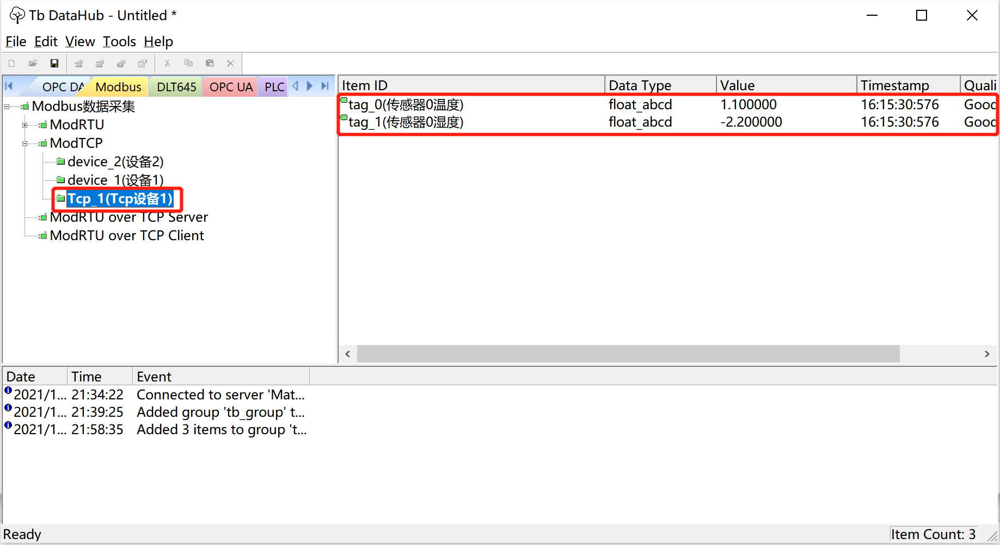 Tb DataHub - Untitled *
File Edit View Tools Help
OPC DA Modbus DLT645 OPC UA PLC
Modbus数据采集
ModRTU
ModTCP
device_2(设备2)
device_1(设备1)
Tcp_1(Tcp设备1)
ModRTU over TCP Server
ModRTU over TCP Client
Item ID Data Type Value Timestamp Quali
tag_0(传感器0温度) float_abcd 1.100000 16:15:30:576 Good
tag_1(传感器0湿度) float_abcd -2.200000 16:15:30:576 Good
Date Time Event
2021/1... 21:34:22 Connected to server 'Mat...
2021/1... 21:39:25 Added group 'tb_group' t...
2021/1... 21:58:35 Added 3 items to group 't...
Ready Item Count: 3